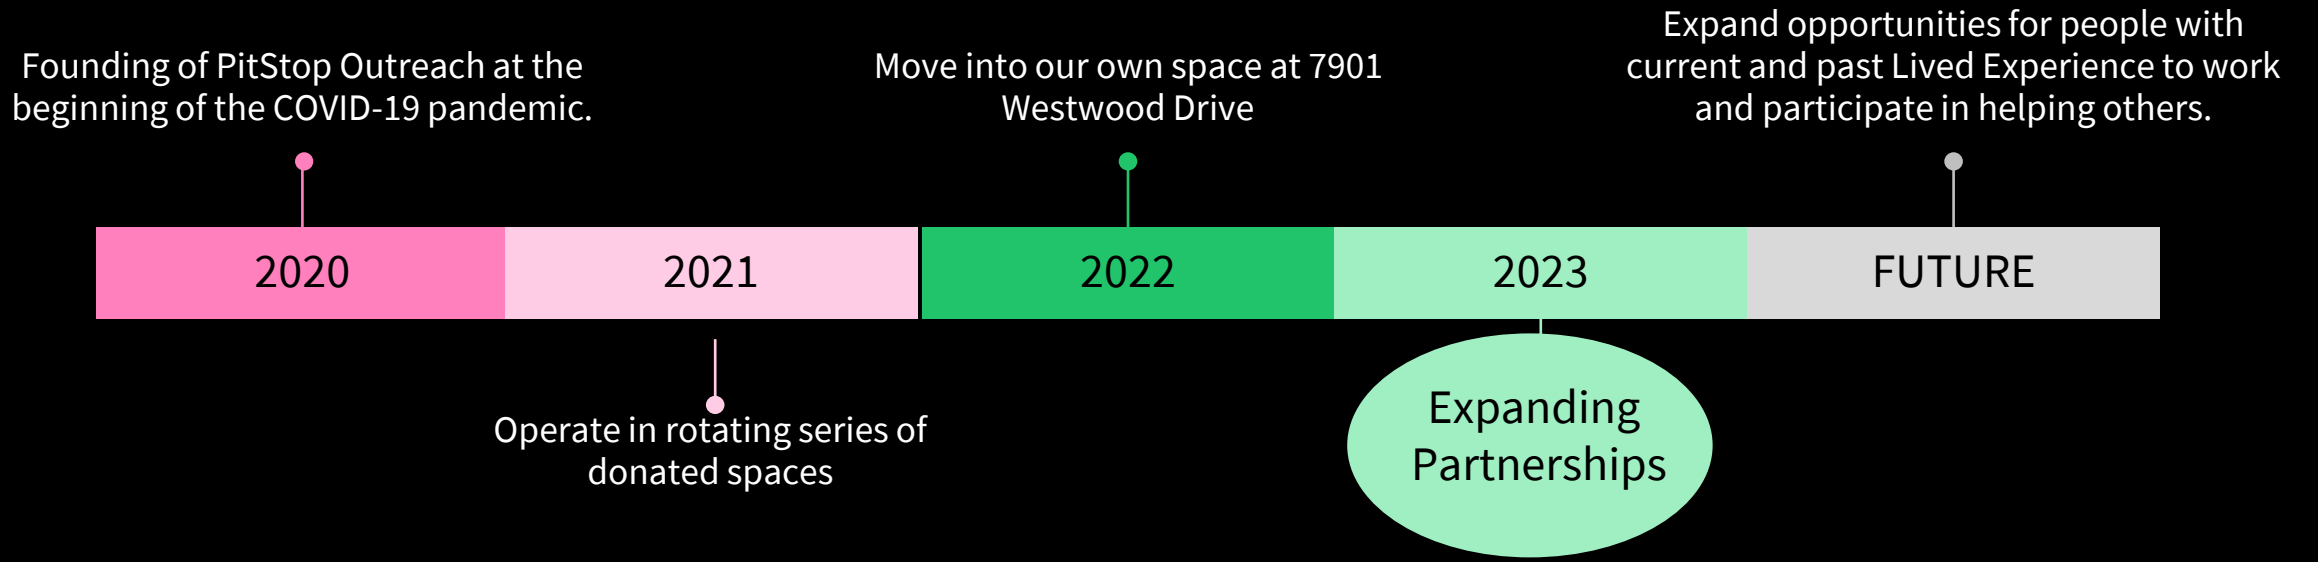 Founding of PitStop Outreach at the
beginning of the COVID-19 pandemic.
Move into our own space at 7901
Westwood Drive
Expand opportunities for people with
current and past Lived Experience to work
and participate in helping others.
2020
2021
2022
2023
FUTURE
Operate in rotating series of
donated spaces
Expanding
Partnerships